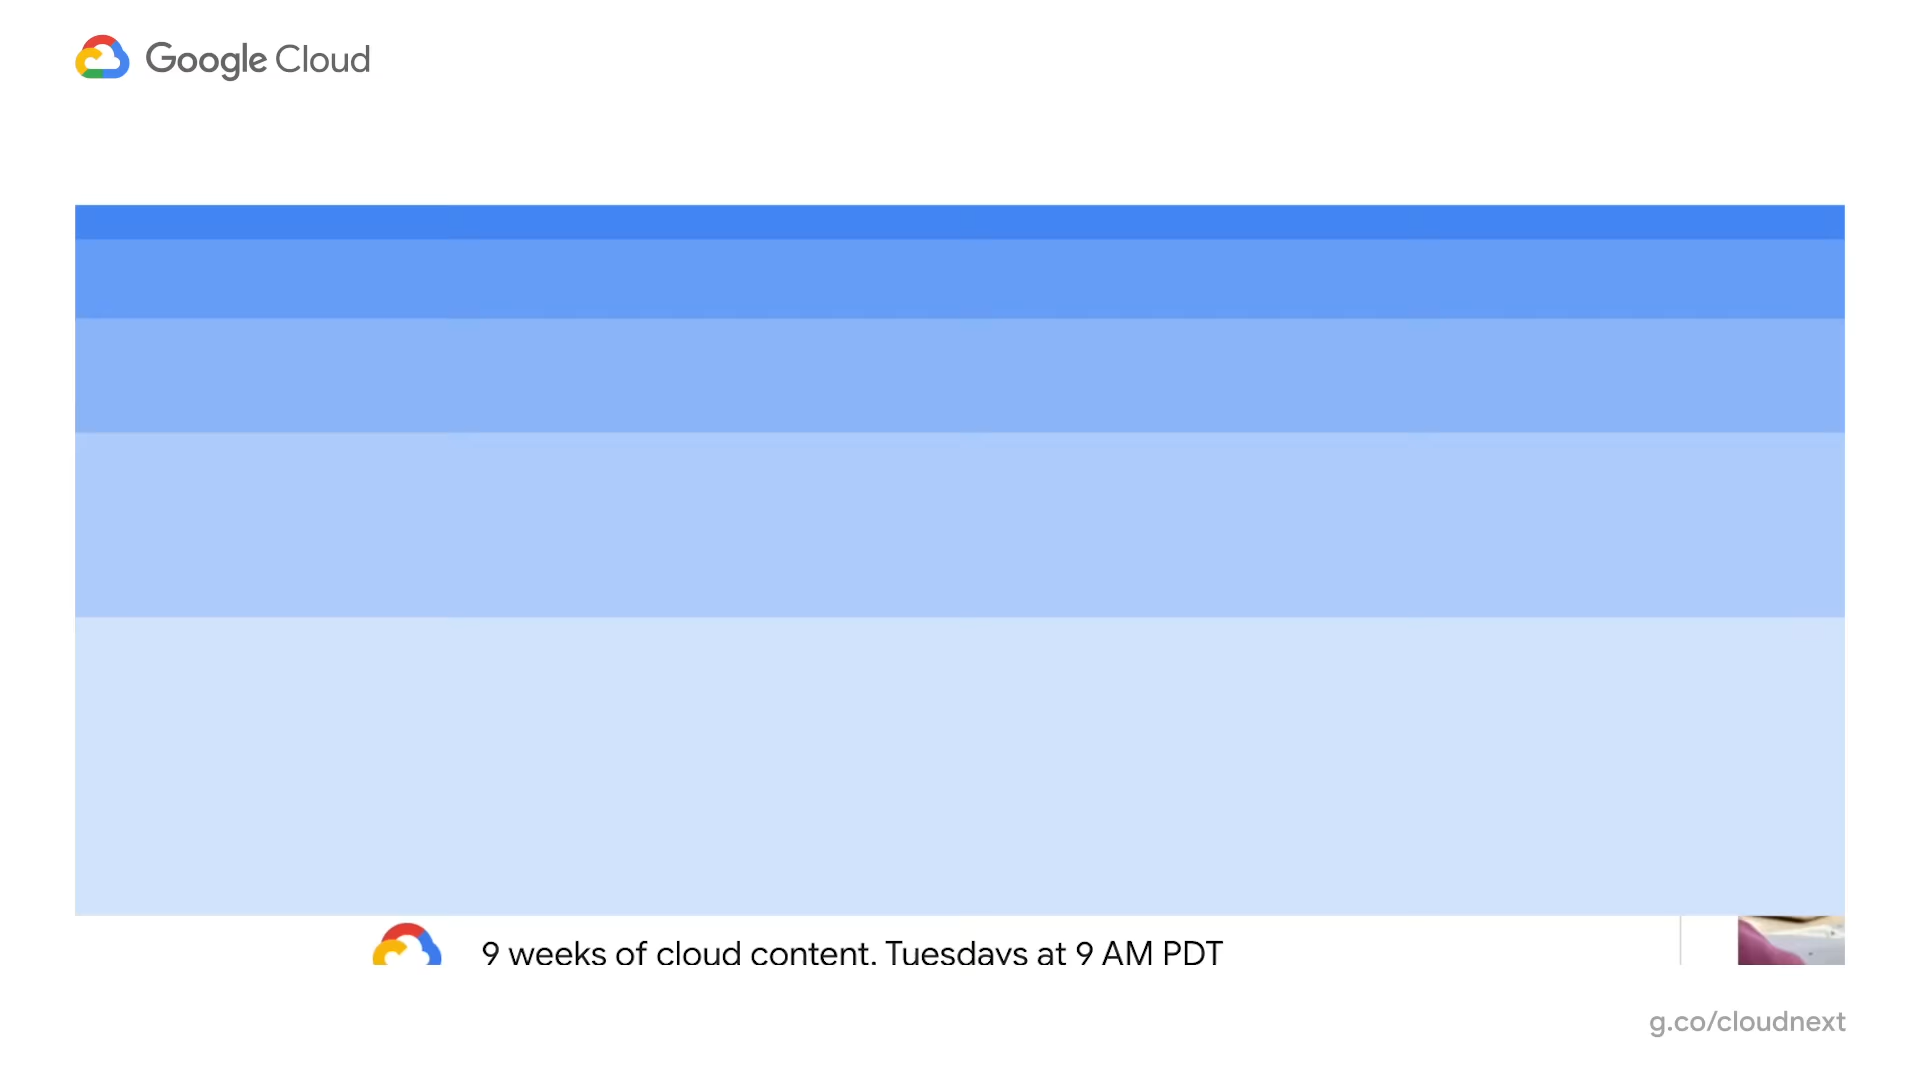 Google Cloud
9 weeks of cloud content. Tuesdays at 9 AM PDT
g.co/cloudnext